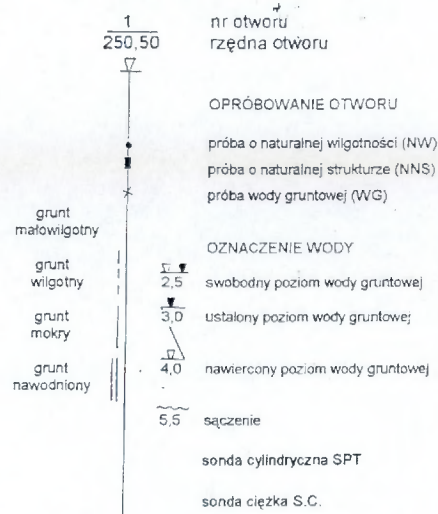 1 nr otworu
250,50 rzędna otworu
OPRÓBOWANIE OTWORU
próba o naturalnej wilgotności (NW)
próba o naturalnej strukturze (NNS)
próba wody gruntowej (WG)
grunt
małowilgotny
OZNACZENIE WODY
grunt
wilgotny
2,5 swobodny poziom wody gruntowej
grunt
mokry
3,0 ustalony poziom wody gruntowej
grunt
nawodniony
4,0 nawiercony poziom wody gruntowej
5,5 sączenie
sonda cylindryczna SPT
sonda ciężka S.C.